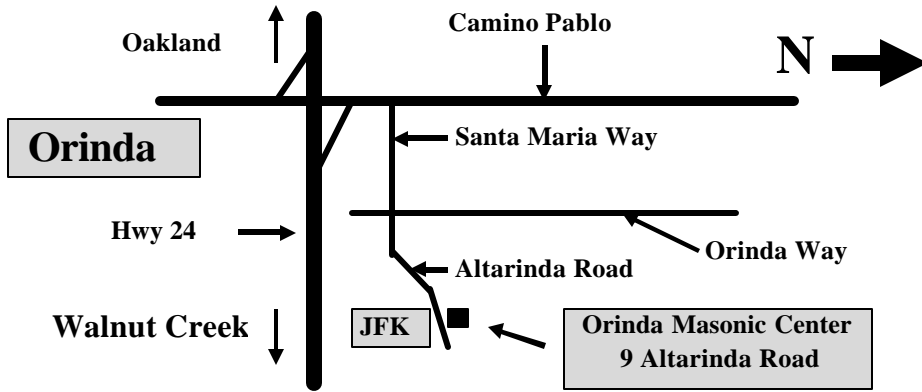 Camino Pablo
Oakland
N
Orinda
Santa Maria Way
Hwy 24
Orinda Way
Altarinda Road
Walnut Creek
JFK
Orinda Masonic Center
9 Altarinda Road